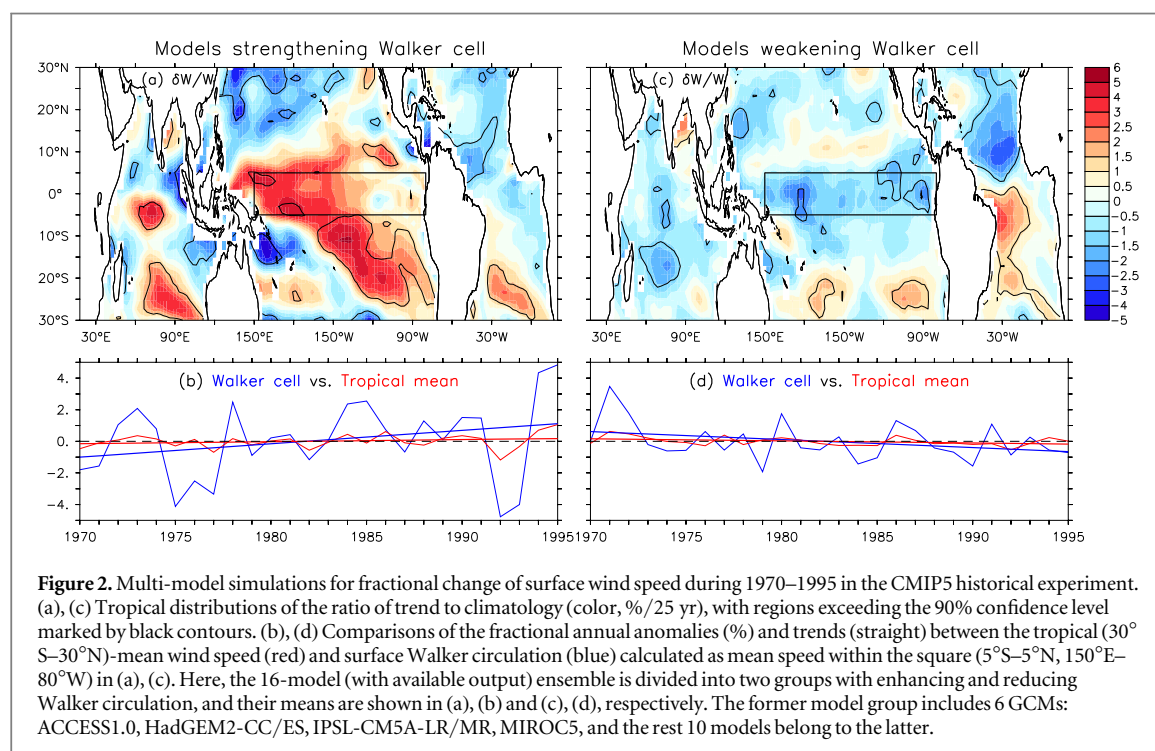 Models strengthening Walker cell
Models weakening Walker cell
30°N
20°N
10°N
0°
10°S
20°S
30°S
(a) δW/W
(c) δW/W
30°E 90°E 150°E 150°W 90°W 30°W
30°E 90°E 150°E 150°W 90°W 30°W
6
5
4
3
2.5
2
1.5
1
0.5
0
−0.5
−1
−1.5
−2
−2.5
−3
−4
−5
(b) Walker cell vs. Tropical mean
(d) Walker cell vs. Tropical mean
4.
2.
0.
−2.
−4.
1970 1975 1980 1985 1990 1995
1970 1975 1980 1985 1990 1995
Figure 2. Multi-model simulations for fractional change of surface wind speed during 1970–1995 in the CMIP5 historical experiment.
(a), (c) Tropical distributions of the ratio of trend to climatology (color, %/25 yr), with regions exceeding the 90% confidence level
marked by black contours. (b), (d) Comparisons of the fractional annual anomalies (%) and trends (straight) between the tropical (30°
S–30°N)-mean wind speed (red) and surface Walker circulation (blue) calculated as mean speed within the square (5°S–5°N, 150°E–
80°W) in (a), (c). Here, the 16-model (with available output) ensemble is divided into two groups with enhancing and reducing
Walker circulation, and their means are shown in (a), (b) and (c), (d), respectively. The former model group includes 6 GCMs:
ACCESS1.0, HadGEM2-CC/ES, IPSL-CM5A-LR/MR, MIROC5, and the rest 10 models belong to the latter.